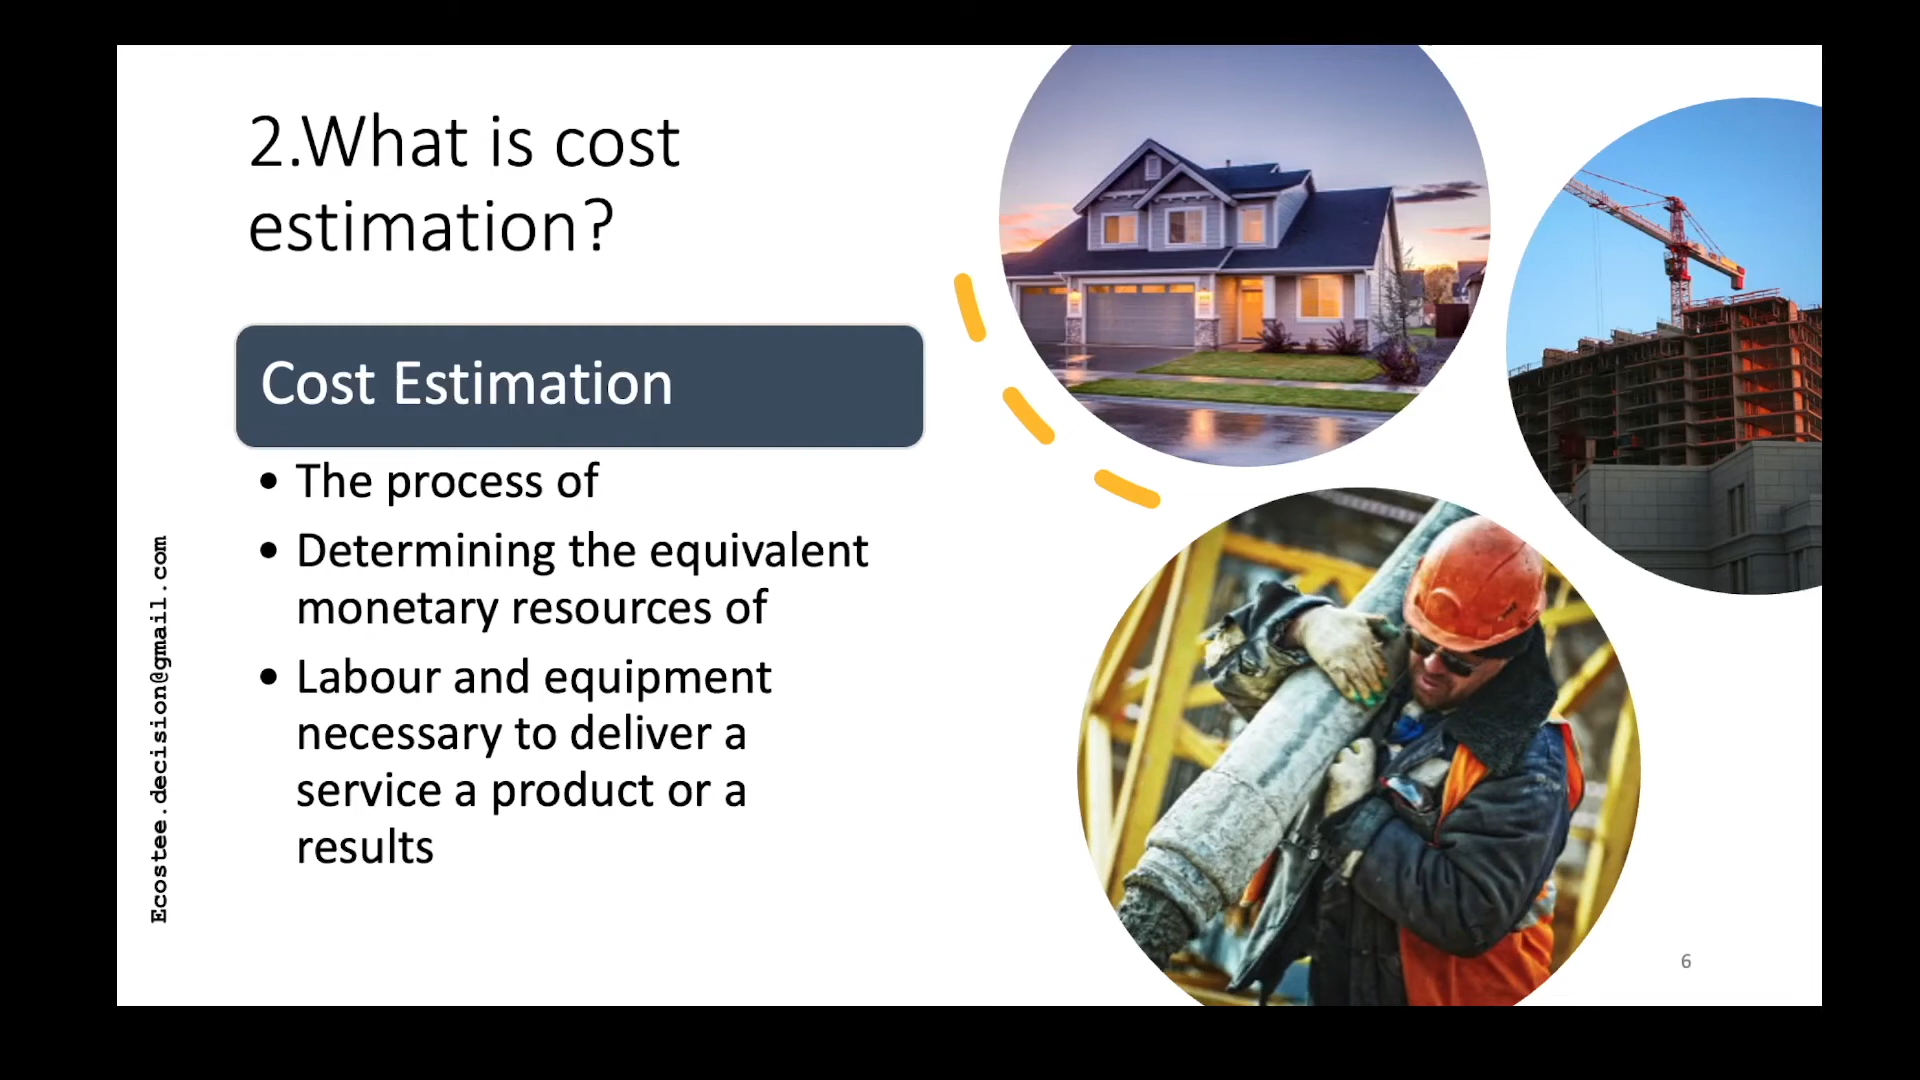 2.What is cost
estimation?
Cost Estimation
• The process of
• Determining the equivalent
monetary resources of
• Labour and equipment
necessary to deliver a
service a product or a
results
Ecostee.decision@gmail.com
6